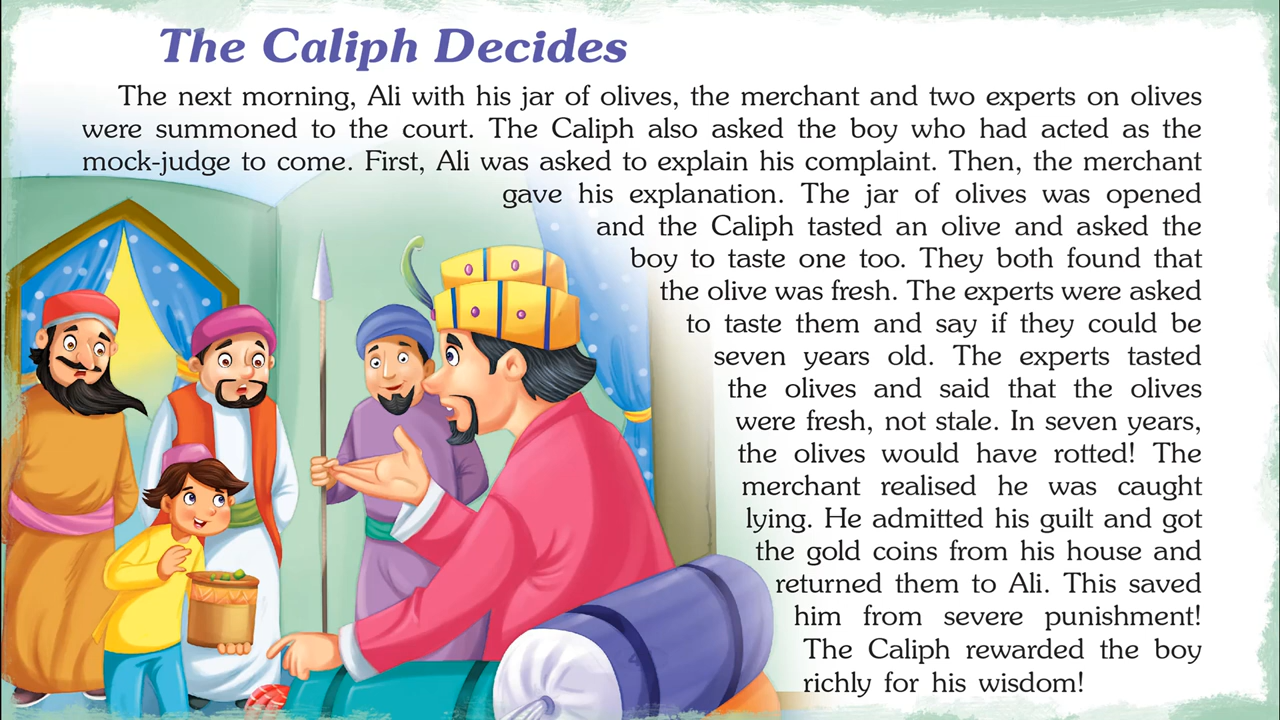 The Caliph Decides
The next morning, Ali with his jar of olives, the merchant and two experts on olives
were summoned to the court. The Caliph also asked the boy who had acted as the
mock-judge to come. First, Ali was asked to explain his complaint. Then, the merchant
gave his explanation. The jar of olives was opened
and the Caliph tasted an olive and asked the
boy to taste one too. They both found that
the olive was fresh. The experts were asked
to taste them and say if they could be
seven years old. The experts tasted
the olives and said that the olives
were fresh, not stale. In seven years,
the olives would have rotted! The
merchant realised he was caught
lying. He admitted his guilt and got
the gold coins from his house and
returned them to Ali. This saved
him from severe punishment!
The Caliph rewarded the boy
richly for his wisdom!